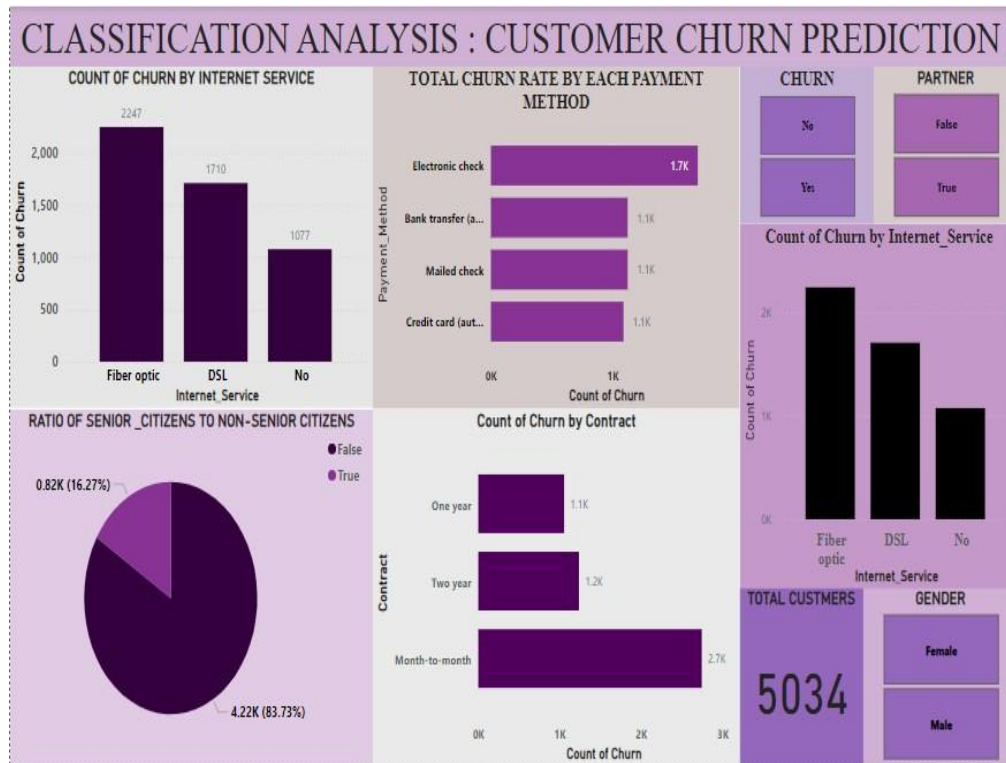 CLASSIFICATION ANALYSIS : CUSTOMER CHURN PREDICTION
COUNT OF CHURN BY INTERNET SERVICE
Count of Churn
2,000
1,500
1,000
500
0
2247
1710
1077
Fiber optic
DSL
No
Internet_Service
TOTAL CHURN RATE BY EACH PAYMENT
METHOD
Payment_Method
Electronic check
1.7K
Bank transfer (a...
1.1K
Mailed check
1.1K
Credit card (aut...
1.1K
0K
1K
Count of Churn
CHURN
No
Yes
PARTNER
False
True
Count of Churn by Internet_Service
Count of Churn
2K
1K
0K
Fiber
optic
DSL
No
Internet_Service
RATIO OF SENIOR _CITIZENS TO NON-SENIOR CITIZENS
False
True
0.82K (16.27%)
4.22K (83.73%)
Count of Churn by Contract
Contract
One year
1.1K
Two year
1.2K
Month-to-month
2.7K
0K
1K
2K
3K
Count of Churn
TOTAL CUSTMERS
5034
GENDER
Female
Male